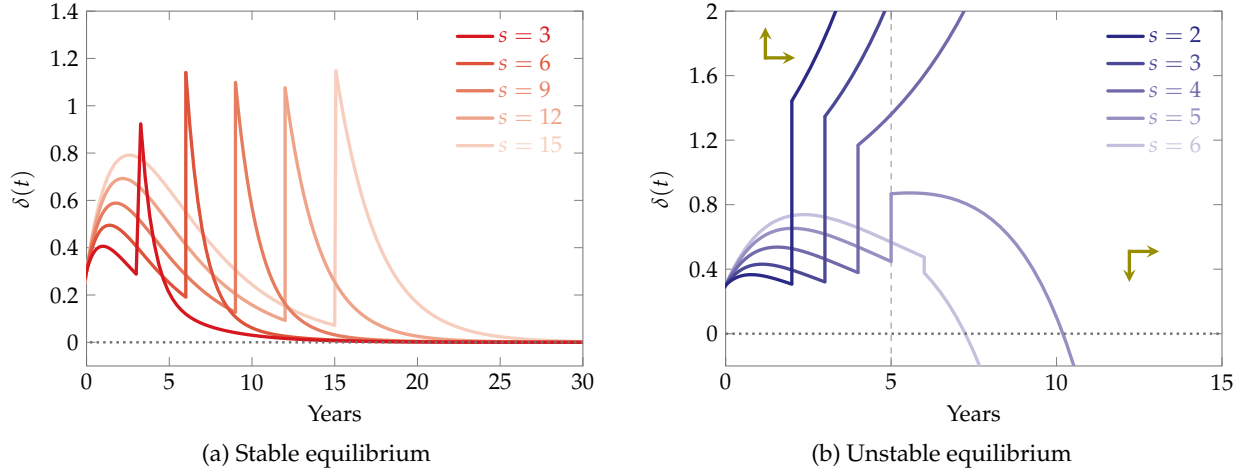 1.4
1.2
1
0.8
0.6
0.4
0.2
0
δ(t)
s = 3
s = 6
s = 9
s = 12
s = 15
0 5 10 15 20 25 30
Years
(a) Stable equilibrium
2
1.6
1.2
0.8
0.4
0
δ(t)
s = 2
s = 3
s = 4
s = 5
s = 6
0 5 10 15
Years
(b) Unstable equilibrium